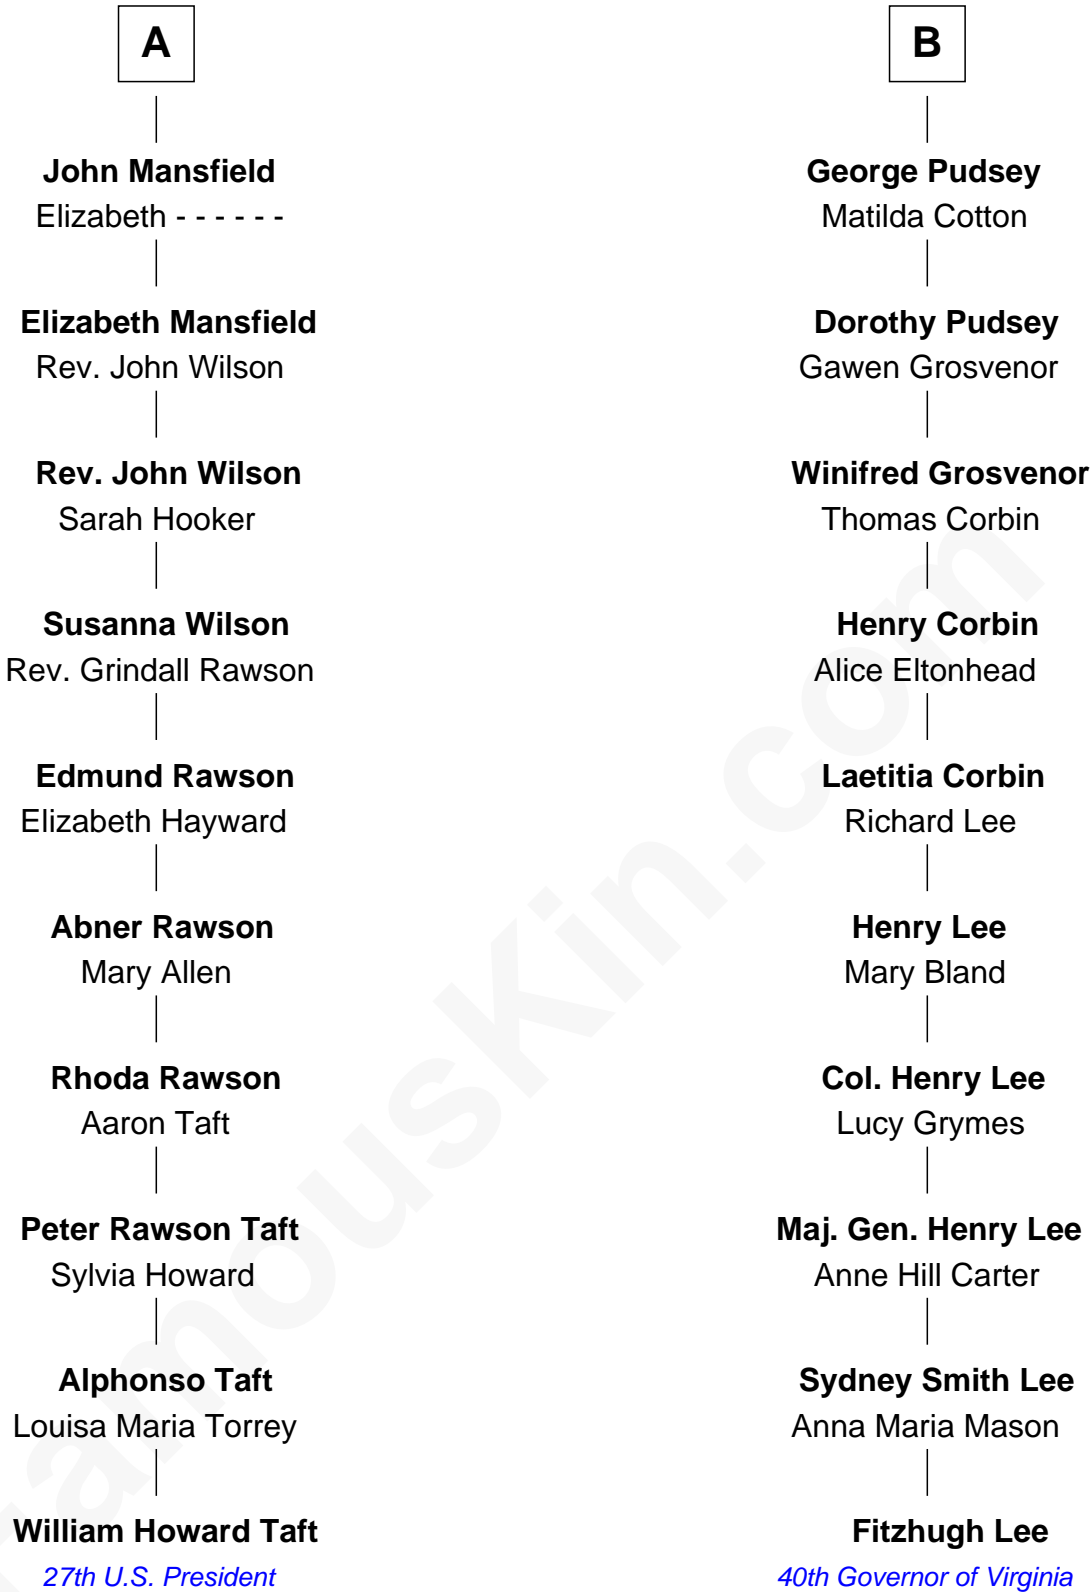 A
John Mansfield
Elizabeth - - - - - -
Elizabeth Mansfield
Rev. John Wilson
Rev. John Wilson
Sarah Hooker
Susanna Wilson
Rev. Grindall Rawson
Edmund Rawson
Elizabeth Hayward
Abner Rawson
Mary Allen
Rhoda Rawson
Aaron Taft
Peter Rawson Taft
Sylvia Howard
Alphonso Taft
Louisa Maria Torrey
William Howard Taft
27th U.S. President
B
George Pudsey
Matilda Cotton
Dorothy Pudsey
Gawen Grosvenor
Winifred Grosvenor
Thomas Corbin
Henry Corbin
Alice Eltonhead
Laetitia Corbin
Richard Lee
Henry Lee
Mary Bland
Col. Henry Lee
Lucy Grymes
Maj. Gen. Henry Lee
Anne Hill Carter
Sydney Smith Lee
Anna Maria Mason
Fitzhugh Lee
40th Governor of Virginia
famouskin.com